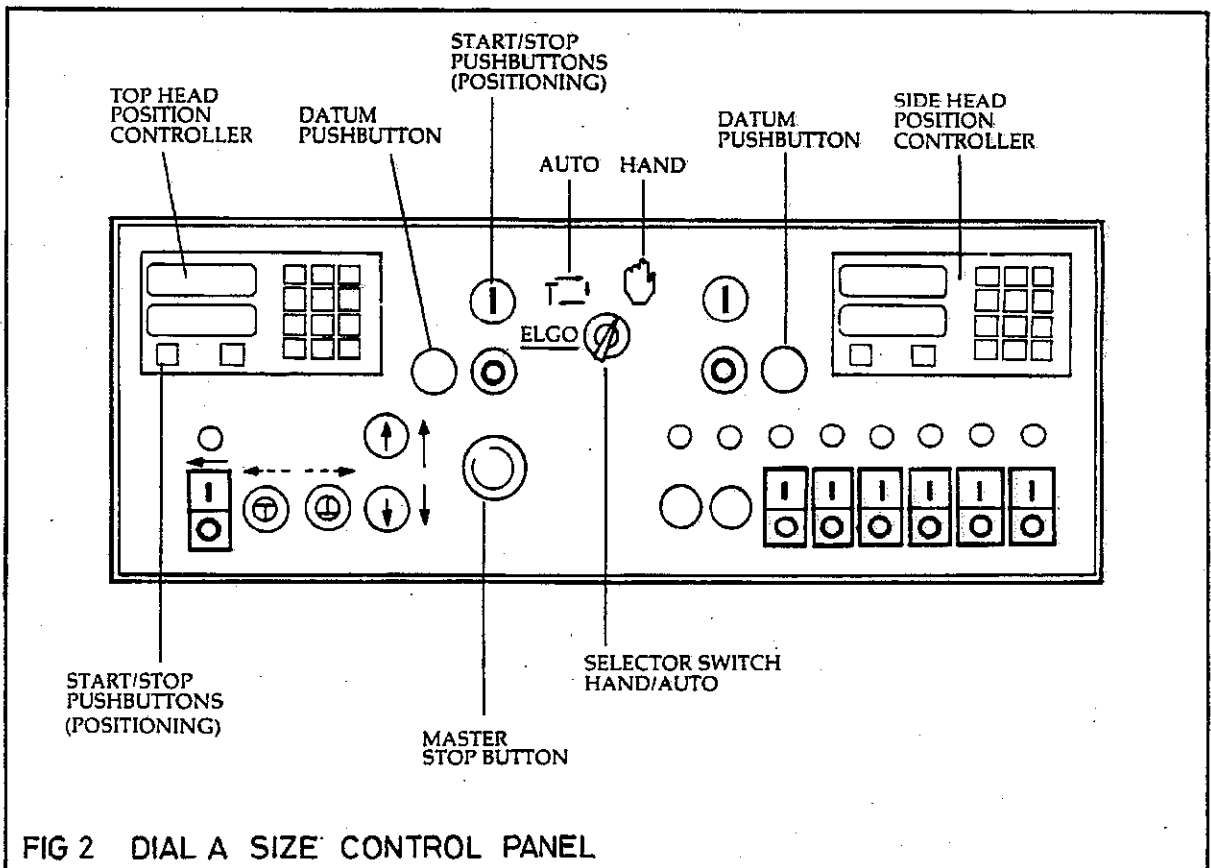 START/STOP
PUSHBUTTONS
(POSITIONING)
TOP HEAD
POSITION
CONTROLLER
DATUM
PUSHBUTTON
DATUM
PUSHBUTTON
SIDE HEAD
POSITION
CONTROLLER
AUTO HAND
ELGO
START/STOP
PUSHBUTTONS
(POSITIONING)
MASTER
STOP BUTTON
SELECTOR SWITCH
HAND/AUTO
FIG 2 DIAL A SIZE CONTROL PANEL